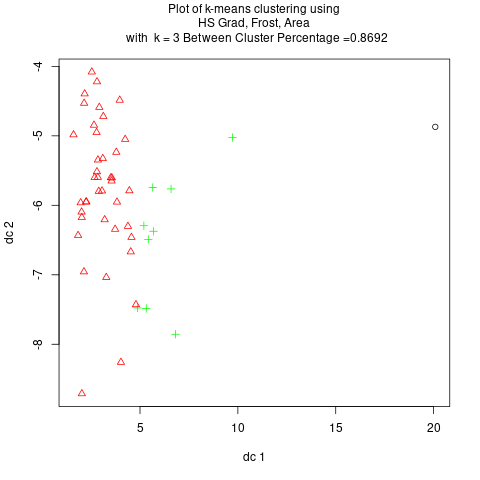 Plot of k-means clustering using
HS Grad, Frost, Area
with k = 3 Between Cluster Percentage =0.8692
-4
-5
-6
-7
-8
dc 2
5 10 15 20
dc 1